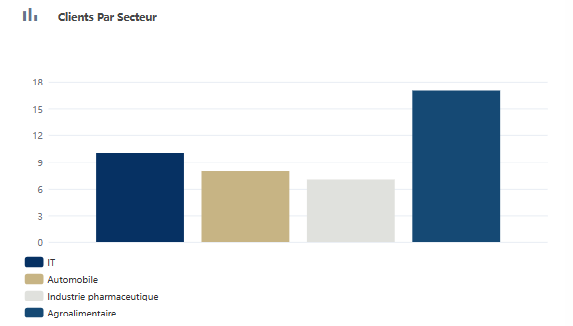 Clients Par Secteur
18
15
12
9
6
3
0
IT
Automobile
Industrie pharmaceutique
Agroalimentaire